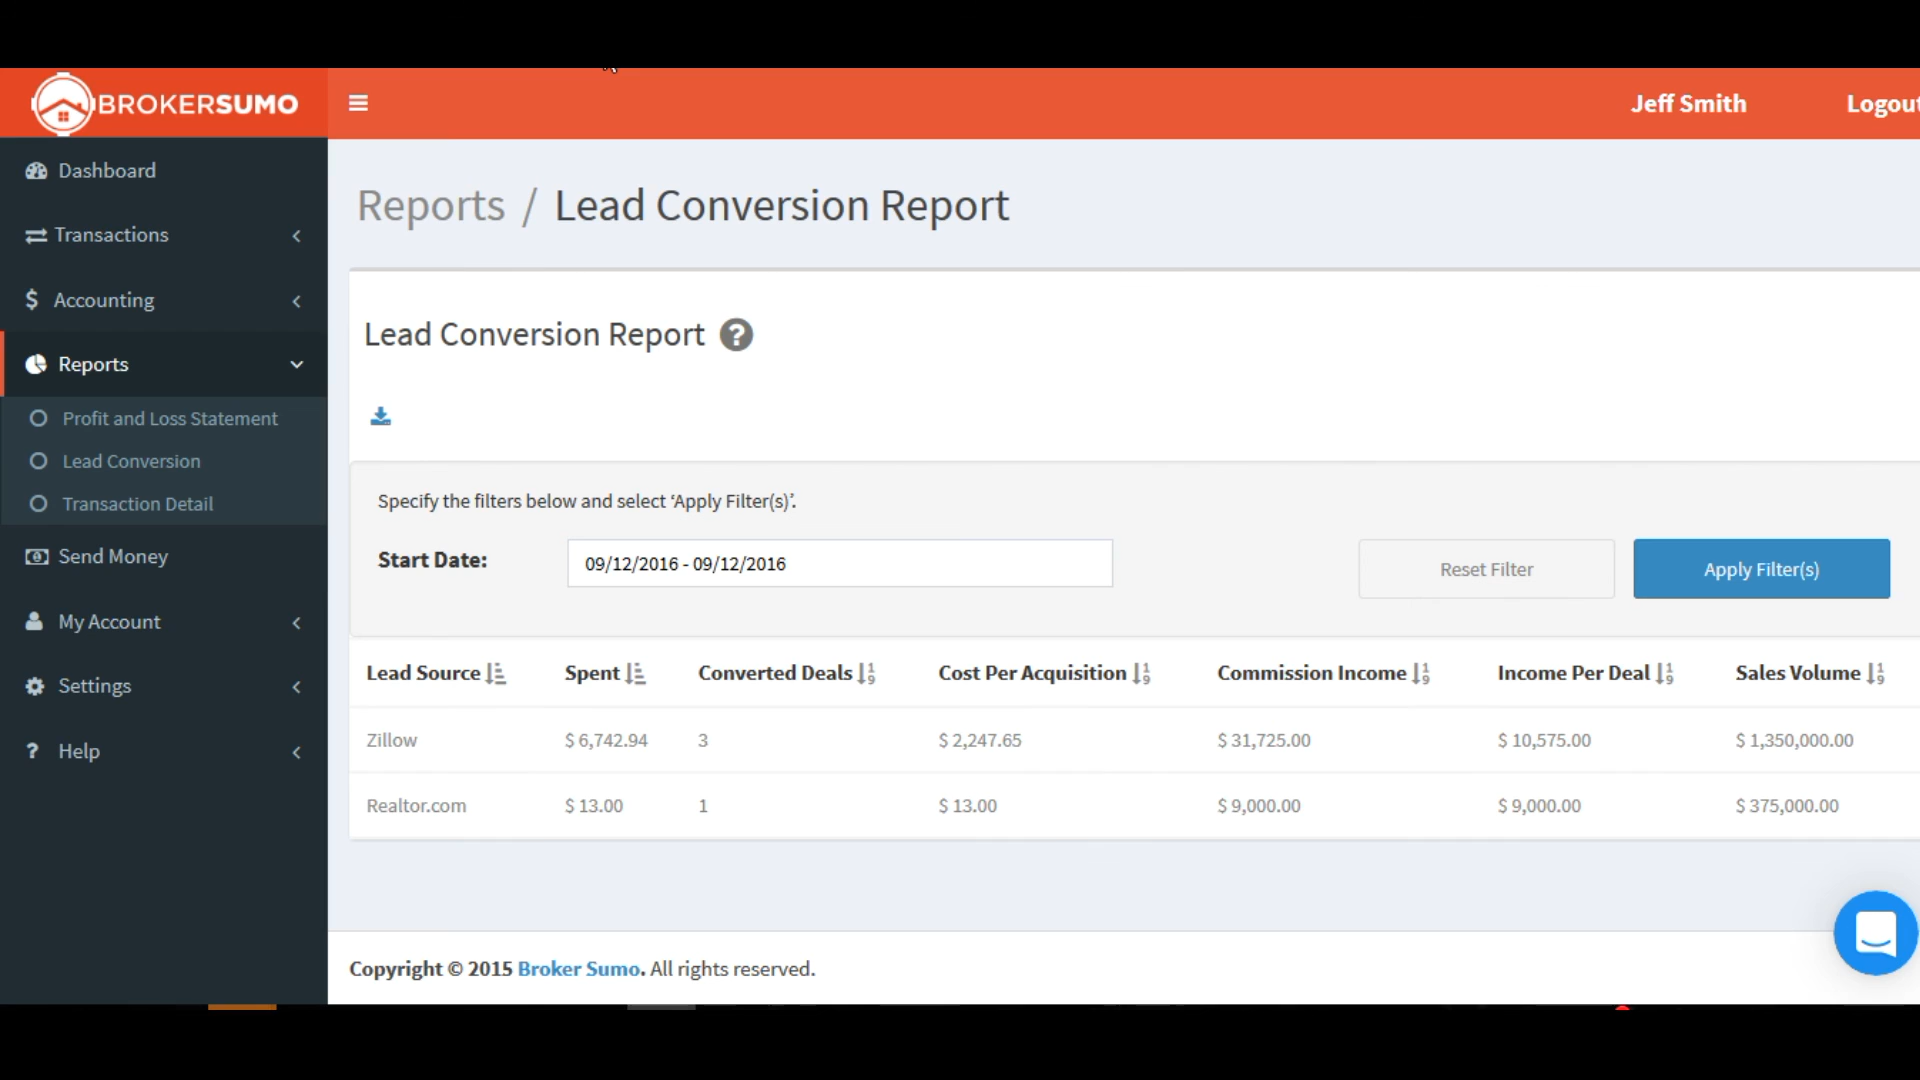 BROKERSUMO
Jeff Smith
Logout
Dashboard
Transactions
Accounting
Reports
Profit and Loss Statement
Lead Conversion
Transaction Detail
Send Money
My Account
Settings
Help
Reports / Lead Conversion Report
Lead Conversion Report
Specify the filters below and select ‘Apply Filter(s)’.
Start Date: 09/12/2016 - 09/12/2016 Reset Filter Apply Filter(s)
Lead Source Spent Converted Deals Cost Per Acquisition Commission Income Income Per Deal Sales Volume
Zillow $ 6,742.94 3 $ 2,247.65 $ 31,725.00 $ 10,575.00 $ 1,350,000.00
Realtor.com $ 13.00 1 $ 13.00 $ 9,000.00 $ 9,000.00 $ 375,000.00
Copyright © 2015 Broker Sumo. All rights reserved.